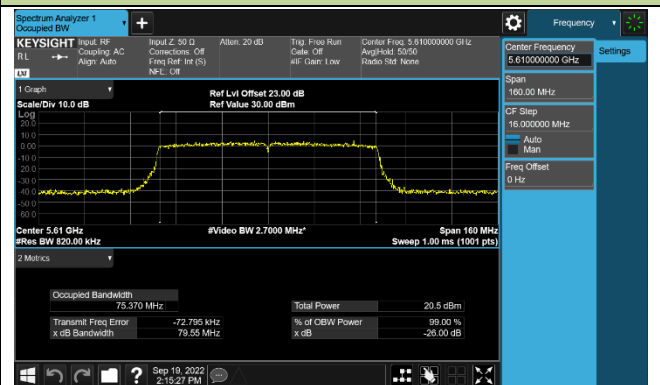 Spectrum Analyzer 1
Occupied BW
Frequency
KEYSIGHT
RL
LXI
Input: RF
Coupling: AC
Align: Auto
Input Z: 50 Ω
Corrections: Off
Freq Ref: Int (S)
NFE: Off
Atten: 20 dB
Trig: Free Run
Gate: Off
#IF Gain: Low
Center Freq: 5.610000000 GHz
Avg|Hold: 50/50
Radio Std: None
Center Frequency
5.610000000 GHz
Settings
Span
160.00 MHz
CF Step
16.000000 MHz
Auto
Man
Freq Offset
0 Hz
1 Graph
Scale/Div 10.0 dB
Ref Lvl Offset 23.00 dB
Ref Value 30.00 dBm
Log
20.0
10.0
0.00
-10.0
-20.0
-30.0
-40.0
-50.0
-60.0
Center 5.61 GHz
#Res BW 820.00 kHz
#Video BW 2.7000 MHz*
Span 160 MHz
Sweep 1.00 ms (1001 pts)
2 Metrics
Occupied Bandwidth
75.370 MHz
Total Power 20.5 dBm
Transmit Freq Error -72.795 kHz
% of OBW Power 99.00 %
x dB Bandwidth 79.55 MHz
x dB -26.00 dB
?
Sep 19, 2022
2:15:27 PM